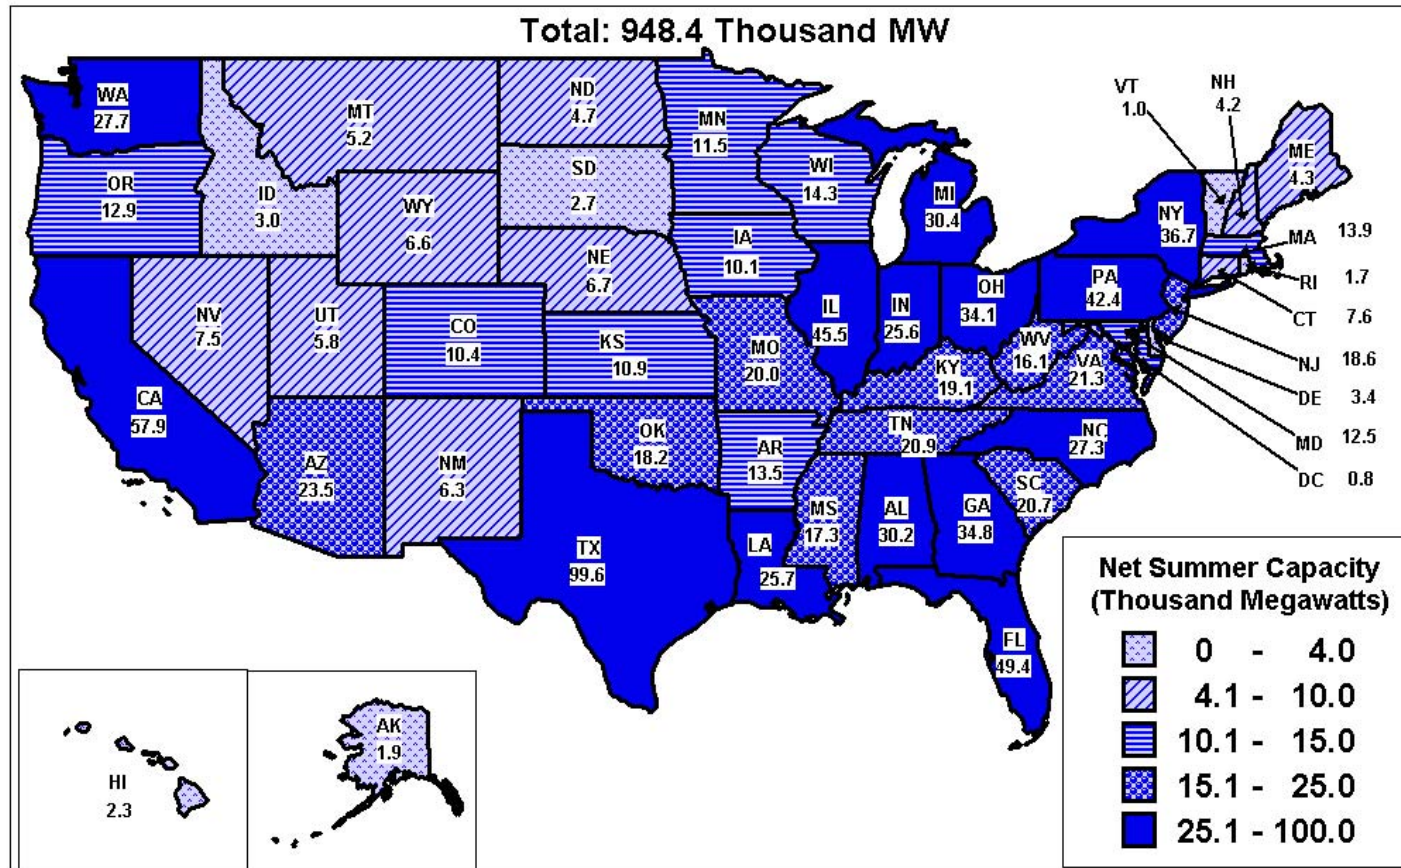 Total: 948.4 Thousand MW
WA
27.7
MT
5.2
ND
4.7
MN
11.5
VT
1.0
NH
4.2
ME
4.3
OR
12.9
ID
3.0
WY
6.6
SD
2.7
WI
14.3
MI
30.4
NY
36.7
MA 13.9
RI 1.7
CT 7.6
NJ 18.6
DE 3.4
MD 12.5
DC 0.8
NV
7.5
UT
5.8
CO
10.4
NE
6.7
IA
10.1
KS
10.9
MO
20.0
IL
45.5
IN
25.6
OH
34.1
PA
42.4
WV
16.1
VA
21.3
KY
19.1
CA
57.9
AZ
23.5
NM
6.3
OK
18.2
AR
13.5
TN
20.9
NC
27.3
SC
20.7
MS
17.3
AL
30.2
GA
34.8
TX
99.6
LA
25.7
FL
49.4
HI
2.3
AK
1.9
Net Summer Capacity
(Thousand Megawatts)
0 - 4.0
4.1 - 10.0
10.1 - 15.0
15.1 - 25.0
25.1 - 100.0